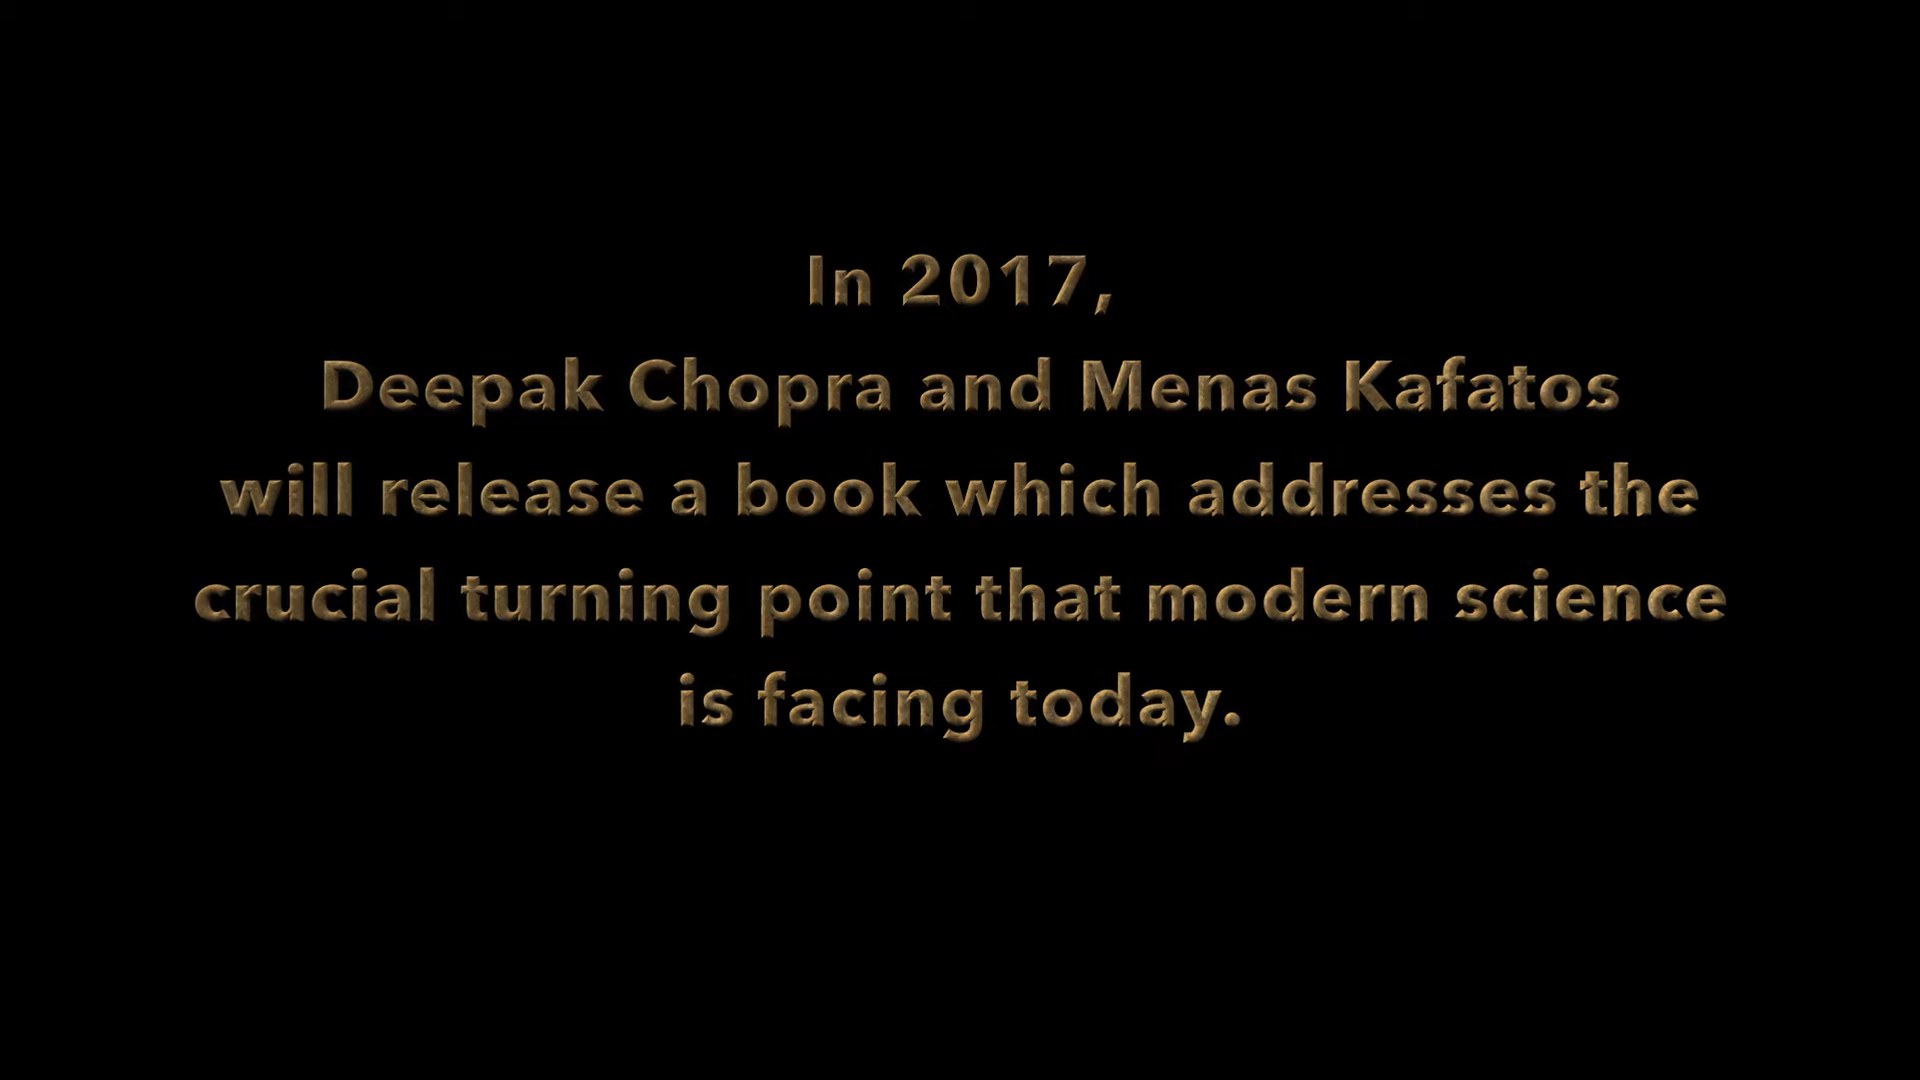 In 2017,
Deepak Chopra and Menas Kafatos
will release a book which addresses the
crucial turning point that modern science
is facing today.